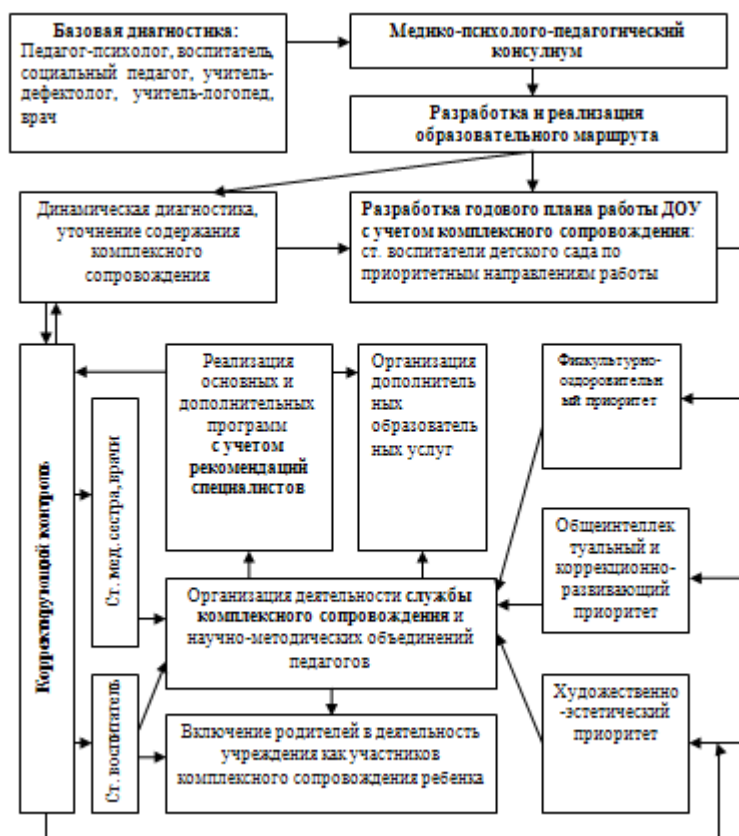 Базовая диагностика:
Педагог-психолог, воспитатель,
социальный педагог, учитель-
дефектолог, учитель-логопед,
врач
Медико-психолого-педагогический
консилиум
Разработка и реализация
образовательного маршрута
Динамическая диагностика,
уточнение содержания
комплексного
сопровождения
Разработка годового плана работы ДОУ
с учетом комплексного сопровождения:
ст. воспитатели детского сада по
приоритетным направлениям работы
Корректирующий контроль
Ст. мед. сестра, врачи
Ст. воспитатель
Реализация
основных и
дополнительных
программ
с учетом
рекомендаций
специалистов
Организация
дополнитель
ных
образователь
ных услуг
Физкультурно-
оздоровительн
ый приоритет
Общеинтеллек
туальный и
коррекционно-
развивающий
приоритет
Организация деятельности службы
комплексного сопровождения и
научно-методических объединений
педагогов
Художественно
-эстетический
приоритет
Включение родителей в деятельность
учреждения как участников
комплексного сопровождения ребенка